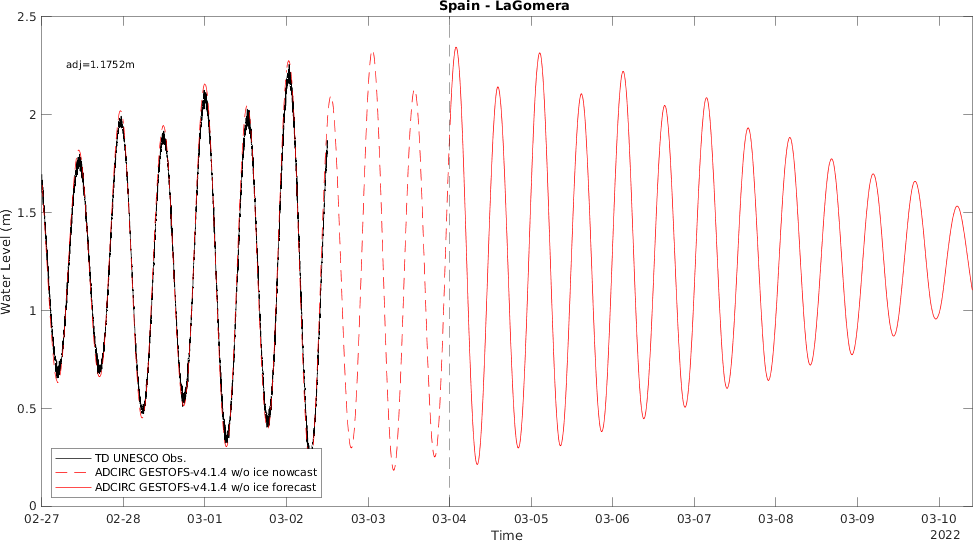 Spain - LaGomera
adj=1.1752m
2.5
2
1.5
1
0.5
0
Water Level (m)
TD UNESCO Obs.
ADCIRC GESTOFS-v4.1.4 w/o ice nowcast
ADCIRC GESTOFS-v4.1.4 w/o ice forecast
02-27 02-28 03-01 03-02 03-03 03-04 03-05 03-06 03-07 03-08 03-09 03-10
Time
2022